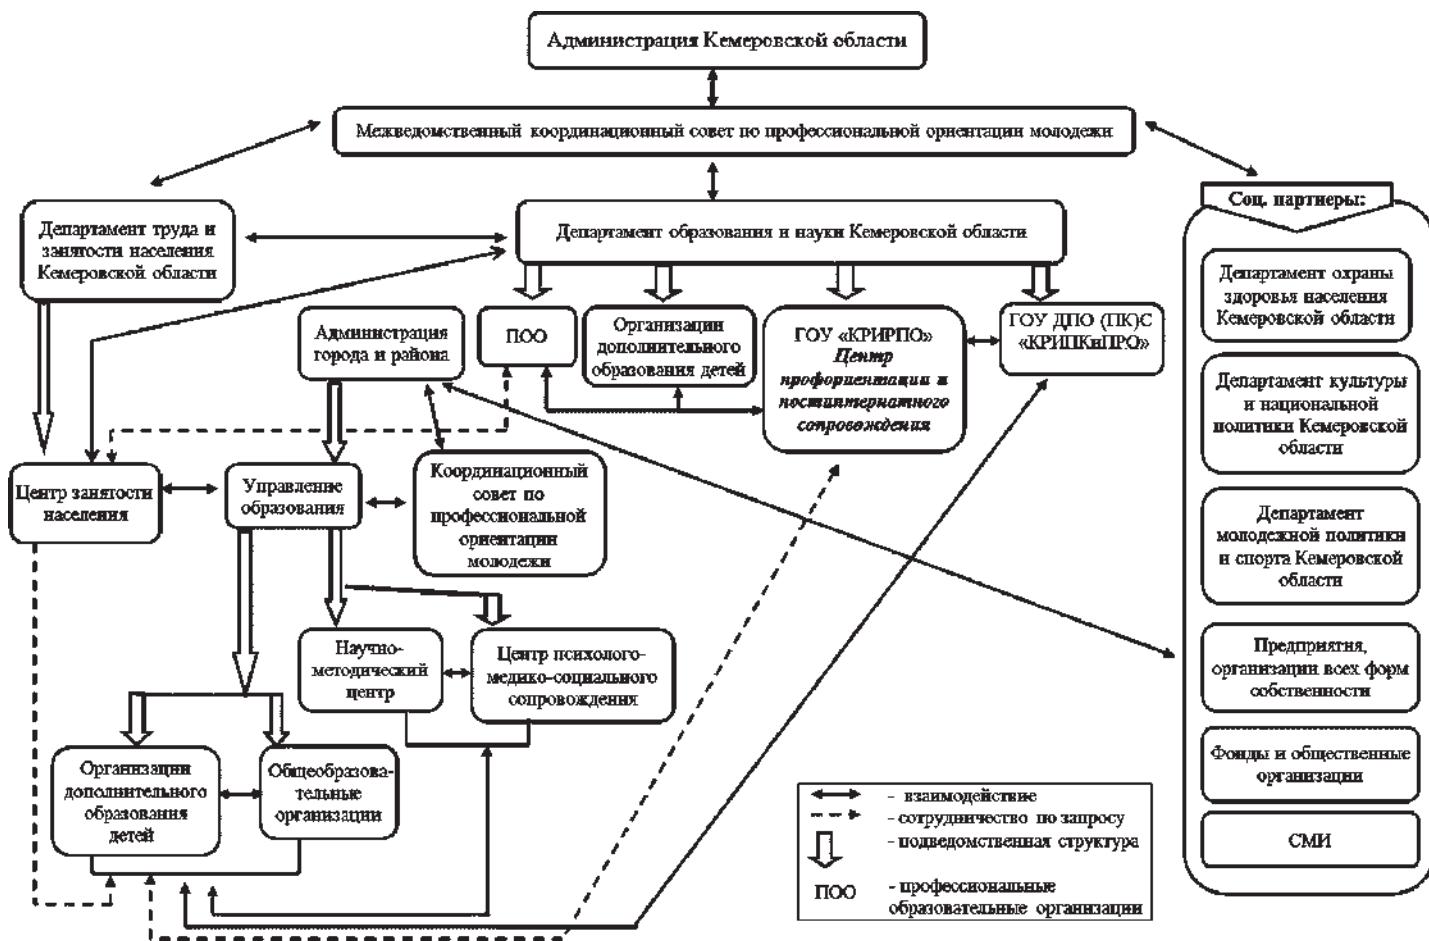 Администрация Кемеровской области
Межведомственный координационный совет по профессиональной ориентации молодежи
Соц. партнеры:
Департамент труда и
занятости населения
Кемеровской области
Департамент образования и науки Кемеровской области
Департамент охраны
здоровья населения
Кемеровской области
Администрация
города и района
ПОО
Организации
дополнительного
образования детей
ГОУ «КРИРПО»
Центр
профориентации и
постинтернатного
сопровождения
ГОУ ДПО (ПК)С
«КРИПКиПРО»
Департамент культуры
и национальной
политики Кемеровской
области
Центр занятости
населения
Управление
образования
Координационный
совет по
профессиональной
ориентации
молодежи
Департамент
молодежной политики
и спорта Кемеровской
области
Научно-
методический
центр
Центр психолого-
медико-социального
сопровождения
Предприятия,
организации всех форм
собственности
Организации
дополнительного
образования
детей
Общеобразова-
тельные
организации
Фонды и общественные
организации
СМИ
- взаимодействие
- сотрудничество по запросу
- подведомственная структура
ПОО - профессиональные
образовательные организации